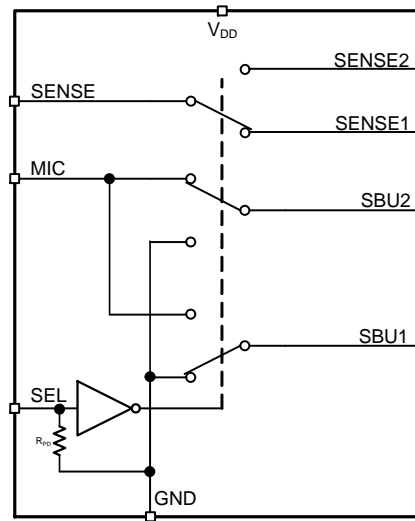 VDD
SENSE2
SENSE
SENSE1
MIC
SBU2
SBU1
SEL
RPD
GND